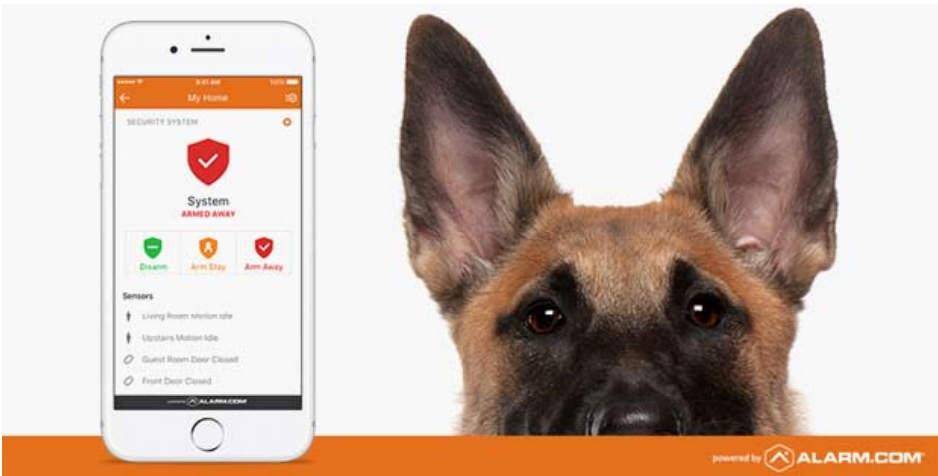 9:41 AM 100%
My Home
SECURITY SYSTEM
System
ARMED AWAY
Disarm Arm Stay Arm Away
Sensors
Living Room Motion Idle
Upstairs Motion Idle
Guest Room Door Closed
Front Door Closed
ALARM.COM
powered by ALARM.COM